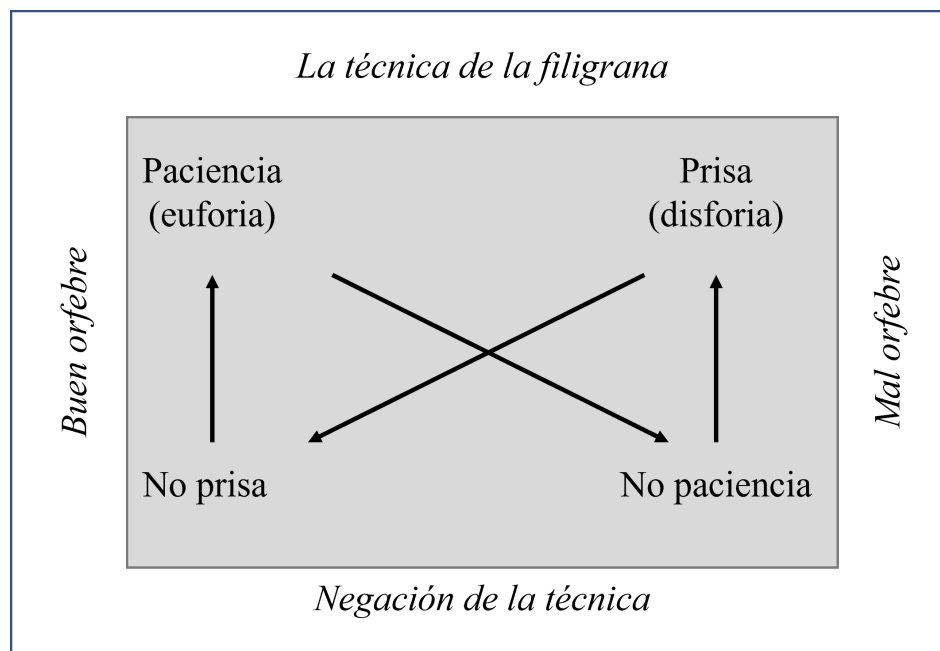 La técnica de la filigrana
Paciencia
(euforia)
Prisa
(disforia)
Buen orfebre
Mal orfebre
No prisa
No paciencia
Negación de la técnica